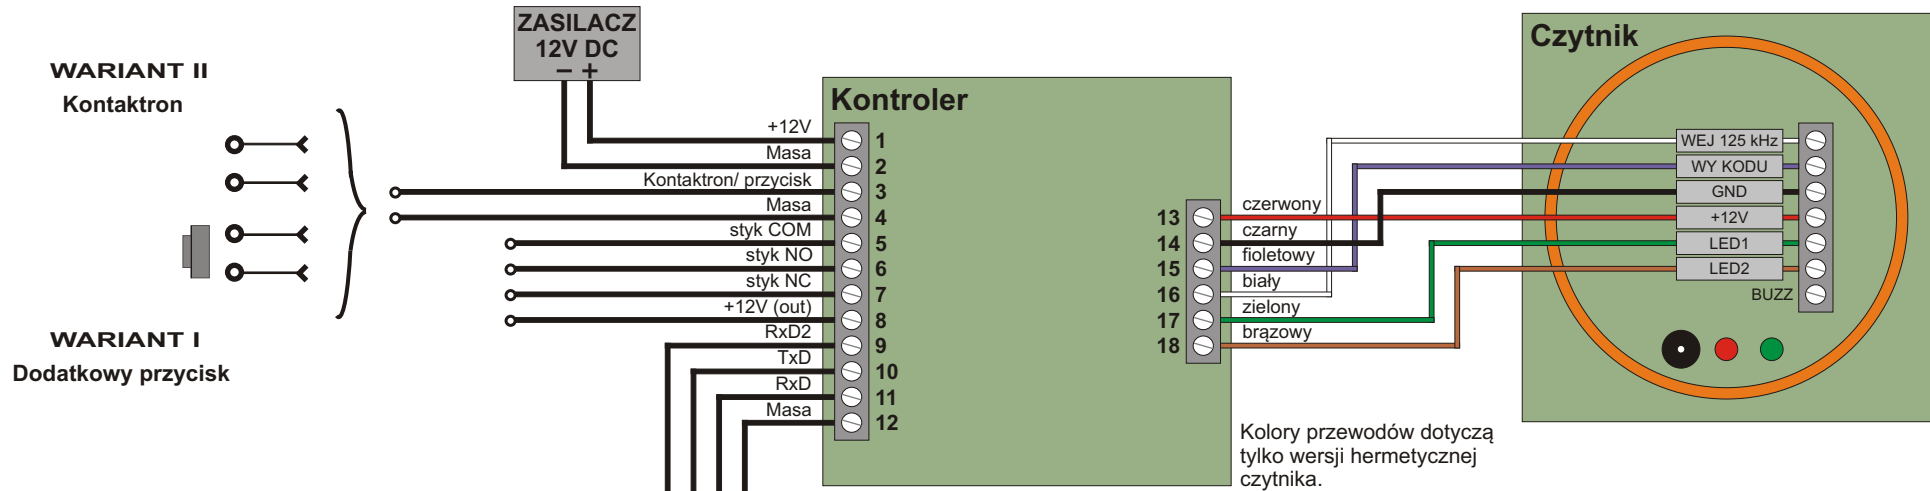 WARIANT II
Kontaktron
WARIANT I
Dodatkowy przycisk
ZASILACZ
12V DC
− +
Kontroler
+12V 1
Masa 2
Kontaktron/ przycisk 3
Masa 4
styk COM 5
styk NO 6
styk NC 7
+12V (out) 8
RxD2 9
TxD 10
RxD 11
Masa 12
13 czerwony
14 czarny
15 fioletowy
16 biały
17 zielony
18 brązowy
Kolory przewodów dotyczą
tylko wersji hermetycznej
czytnika.
Czytnik
WEJ 125 kHz
WY KODU
GND
+12V
LED1
LED2
BUZZ